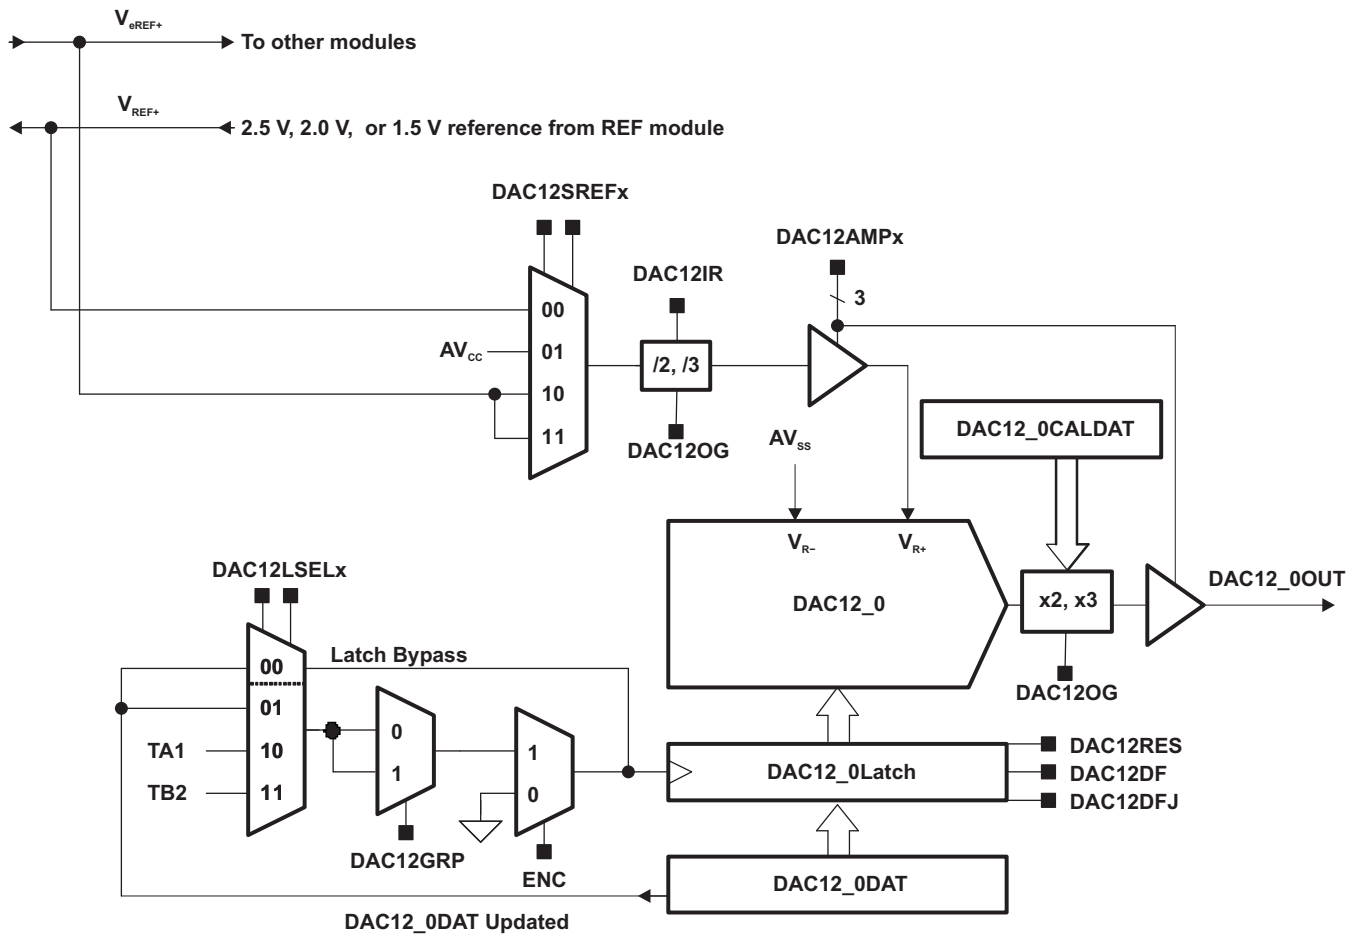 VeREF+
To other modules
VREF+
2.5 V, 2.0 V, or 1.5 V reference from REF module
DAC12SREFx
DAC12AMPx
DAC12IR
3
00
AVCC
01
/2, /3
10
11
DAC12OG
AVSS
DAC12_0CALDAT
VR−
VR+
DAC12LSELx
DAC12_0
x2, x3
DAC12_0OUT
00
Latch Bypass
DAC12OG
01
0
TA1
10
1
DAC12RES
1
DAC12_0Latch
DAC12DF
TB2
11
0
DAC12DFJ
DAC12GRP
ENC
DAC12_0DAT
DAC12_0DAT Updated